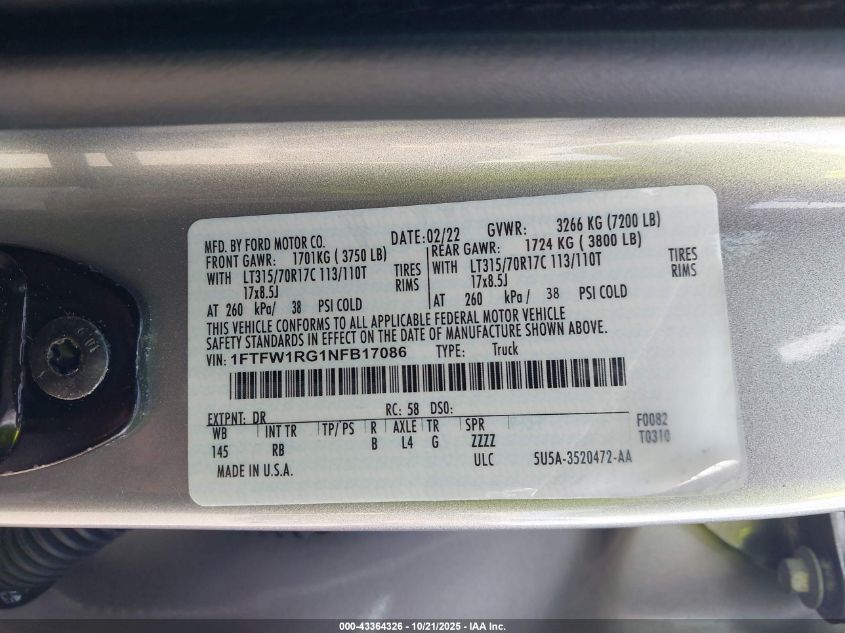 MFD. BY FORD MOTOR CO. DATE: 02/22 GVWR: 3266 KG (7200 LB)
FRONT GAWR: 1701KG ( 3750 LB) REAR GAWR: 1724 KG ( 3800 LB)
WITH LT315/70R17C 113/110T TIRES WITH LT315/70R17C 113/110T TIRES
17x8.5J RIMS 17x8.5J RIMS
AT 260 kPa/ 38 PSI COLD AT 260 kPa/ 38 PSI COLD
THIS VEHICLE CONFORMS TO ALL APPLICABLE FEDERAL MOTOR VEHICLE
SAFETY STANDARDS IN EFFECT ON THE DATE OF MANUFACTURE SHOWN ABOVE.
VIN: 1FTFW1RG1NFB17086 TYPE: Truck
EXTPNT: DR RC: 58 DSO: F0082
WB INT TR TP/PS R AXLE TR SPR T0310
145 RB B L4 G ZZZZ
MADE IN U.S.A. ULC 5U5A-3520472-AA
000-43364326 - 10/21/2025 - IAA Inc.